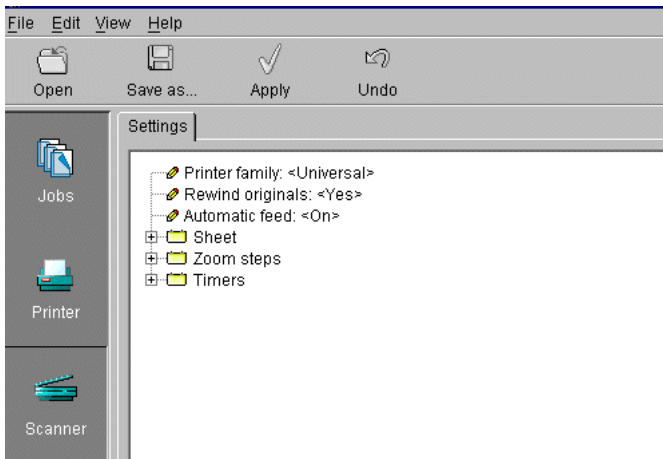 File Edit View Help
Open Save as... Apply Undo
Settings
Jobs
Printer family: <Universal>
Rewind originals: <Yes>
Automatic feed: <On>
Sheet
Zoom steps
Timers
Printer
Scanner